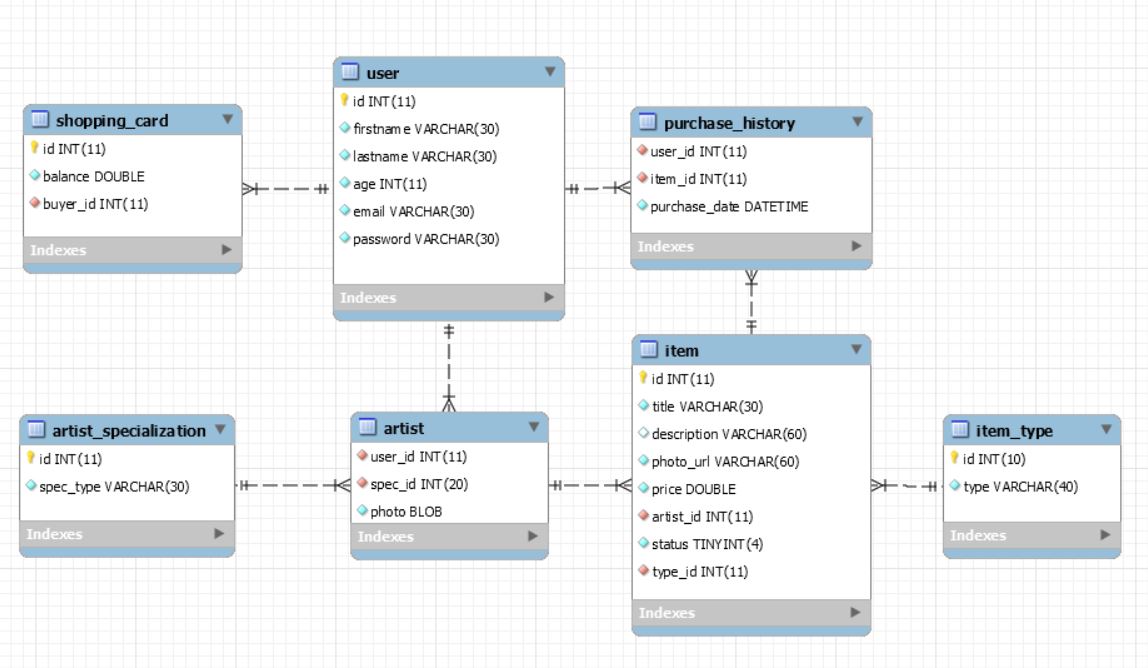 shopping_card
id INT(11)
balance DOUBLE
buyer_id INT(11)
Indexes
user
id INT(11)
firstname VARCHAR(30)
lastname VARCHAR(30)
age INT(11)
email VARCHAR(30)
password VARCHAR(30)
Indexes
purchase_history
user_id INT(11)
item_id INT(11)
purchase_date DATETIME
Indexes
artist_specialization
id INT(11)
spec_type VARCHAR(30)
Indexes
artist
user_id INT(11)
spec_id INT(20)
photo BLOB
Indexes
item
id INT(11)
title VARCHAR(30)
description VARCHAR(60)
photo_url VARCHAR(60)
price DOUBLE
artist_id INT(11)
status TINYINT(4)
type_id INT(11)
Indexes
item_type
id INT(10)
type VARCHAR(40)
Indexes